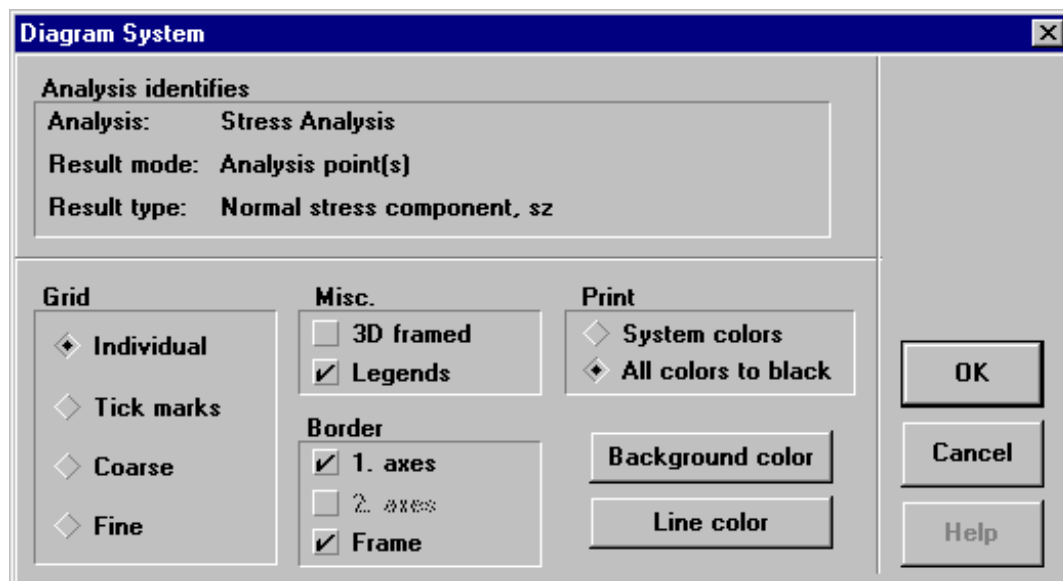 Diagram System
Analysis identifies
Analysis: Stress Analysis
Result mode: Analysis point(s)
Result type: Normal stress component, sz
Grid
Individual
Tick marks
Coarse
Fine
Misc.
3D framed
Legends
Border
1. axes
2. axes
Frame
Print
System colors
All colors to black
Background color
Line color
OK
Cancel
Help